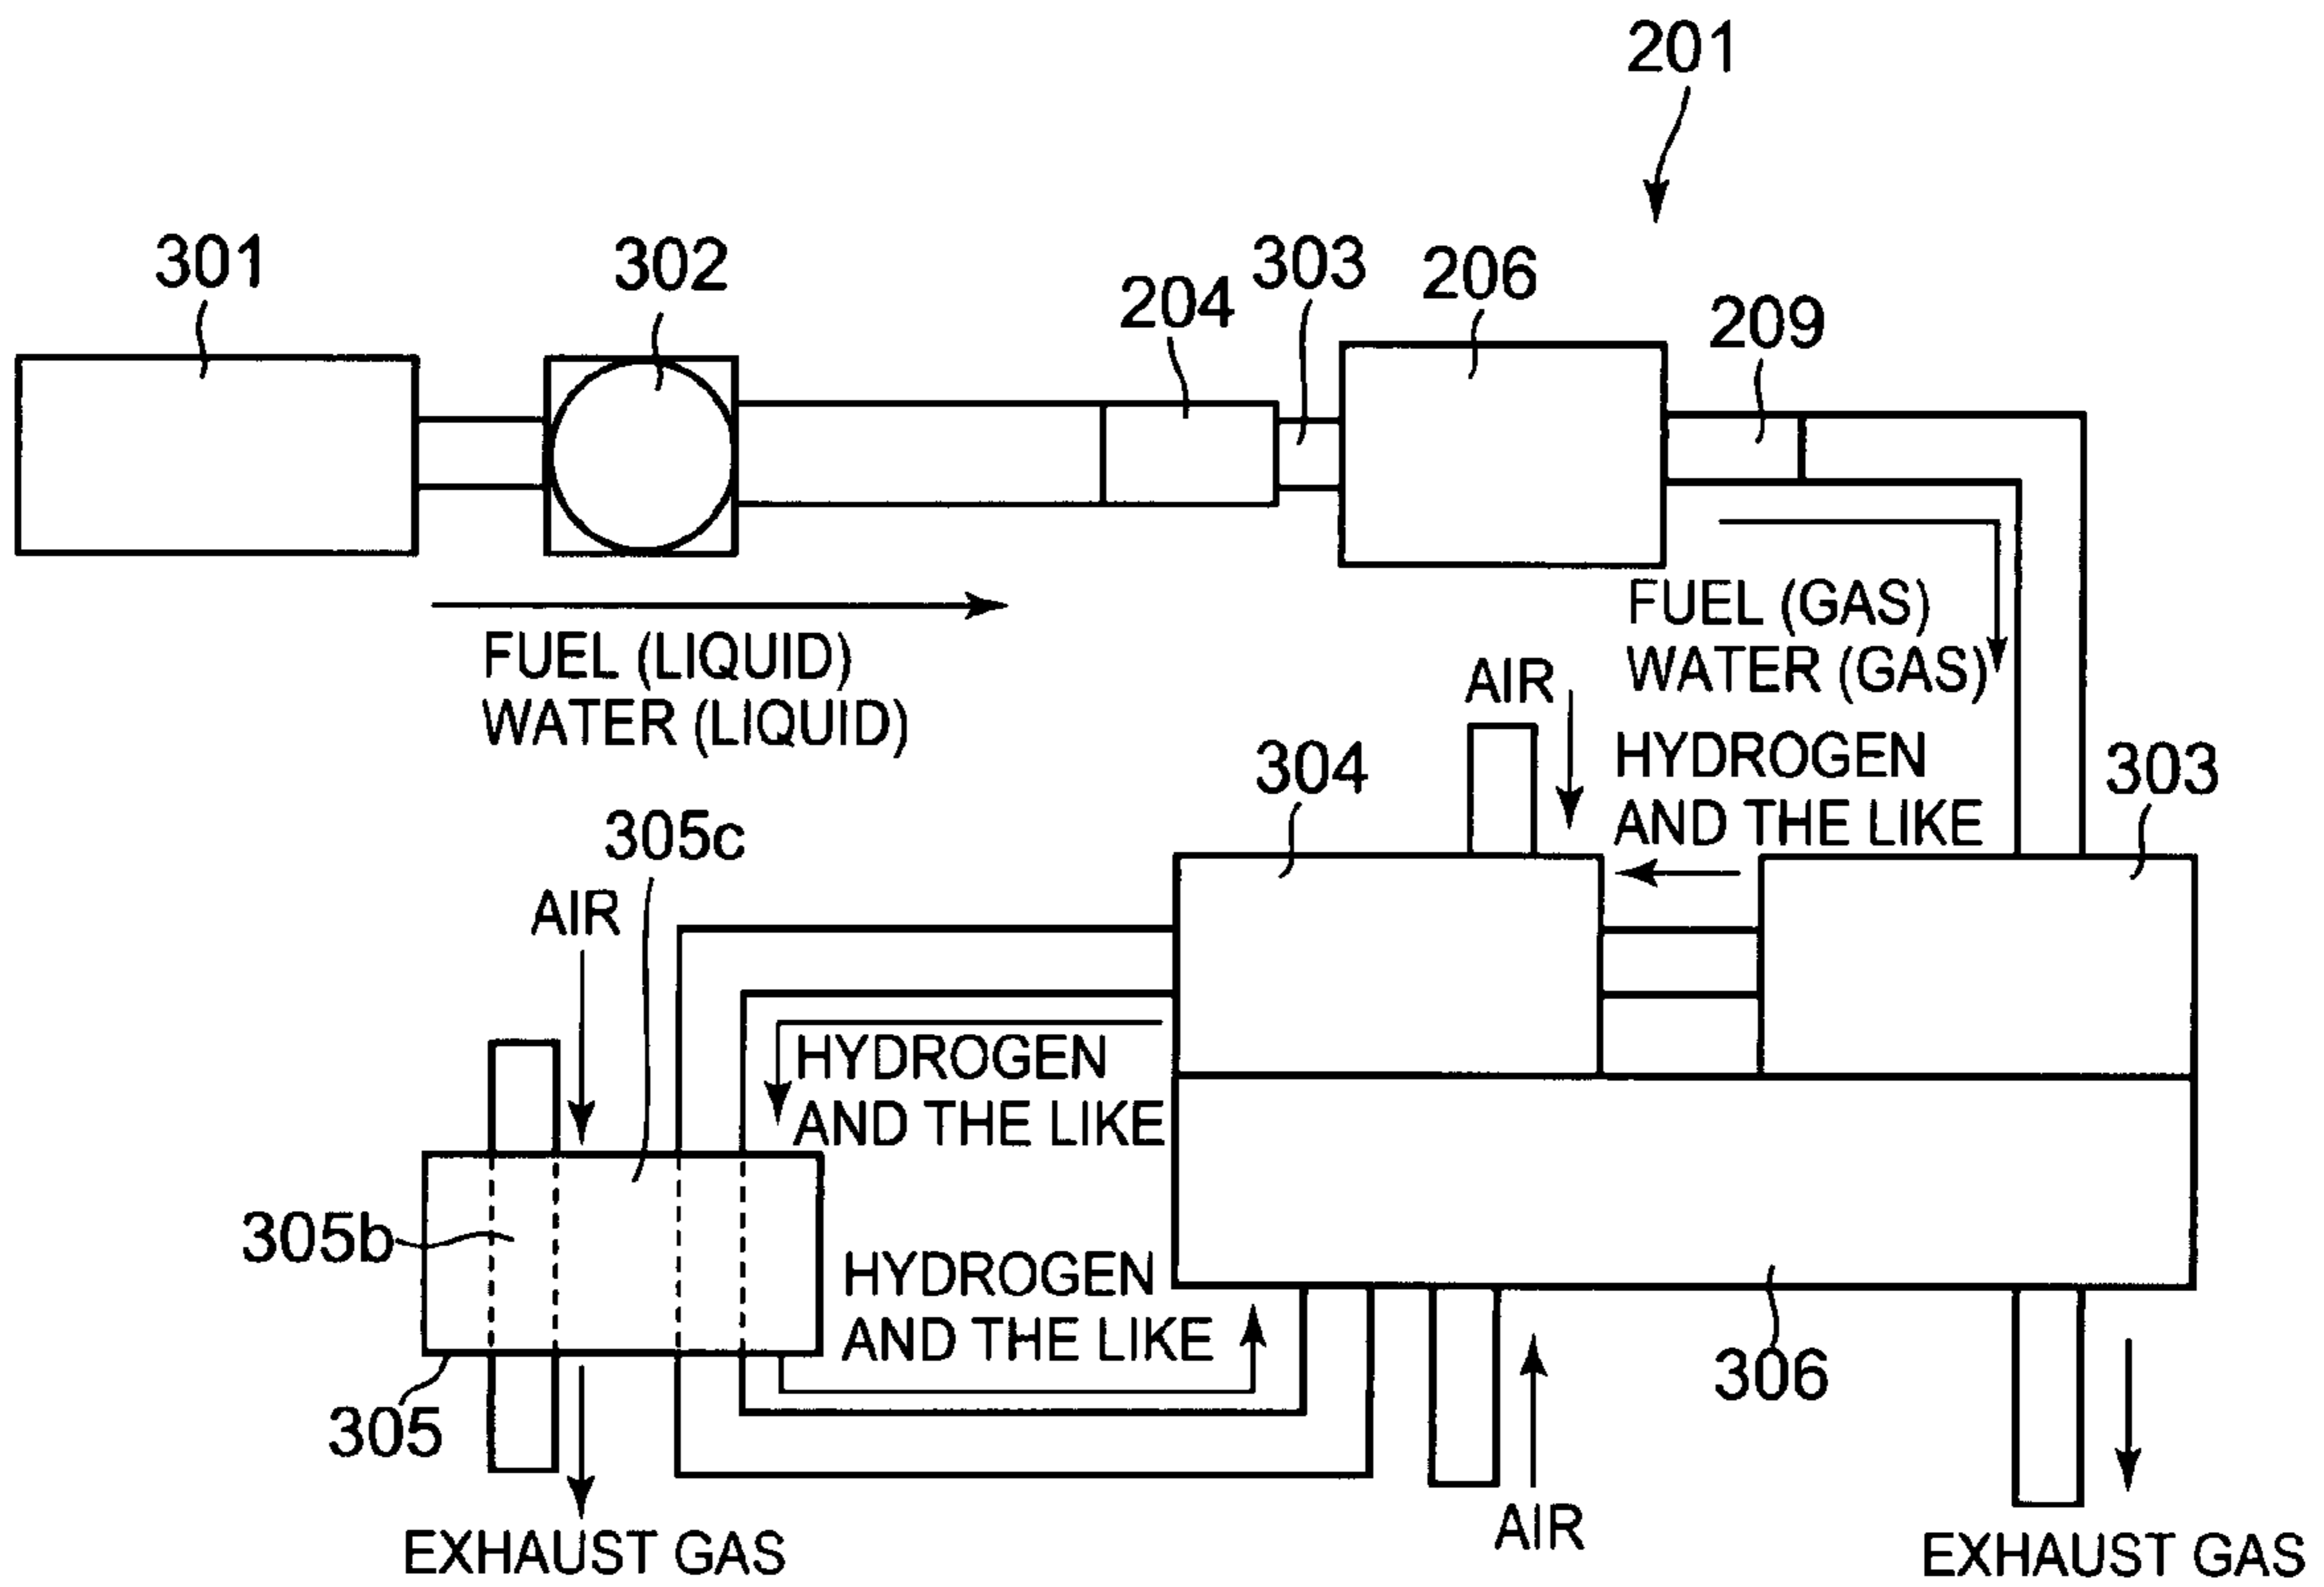 201
301
302
204
303
206
209
FUEL (LIQUID)
WATER (LIQUID)
FUEL (GAS)
WATER (GAS)
AIR
HYDROGEN
AND THE LIKE
304
303
305c
AIR
HYDROGEN
AND THE LIKE
305b
HYDROGEN
AND THE LIKE
306
305
AIR
EXHAUST GAS
EXHAUST GAS